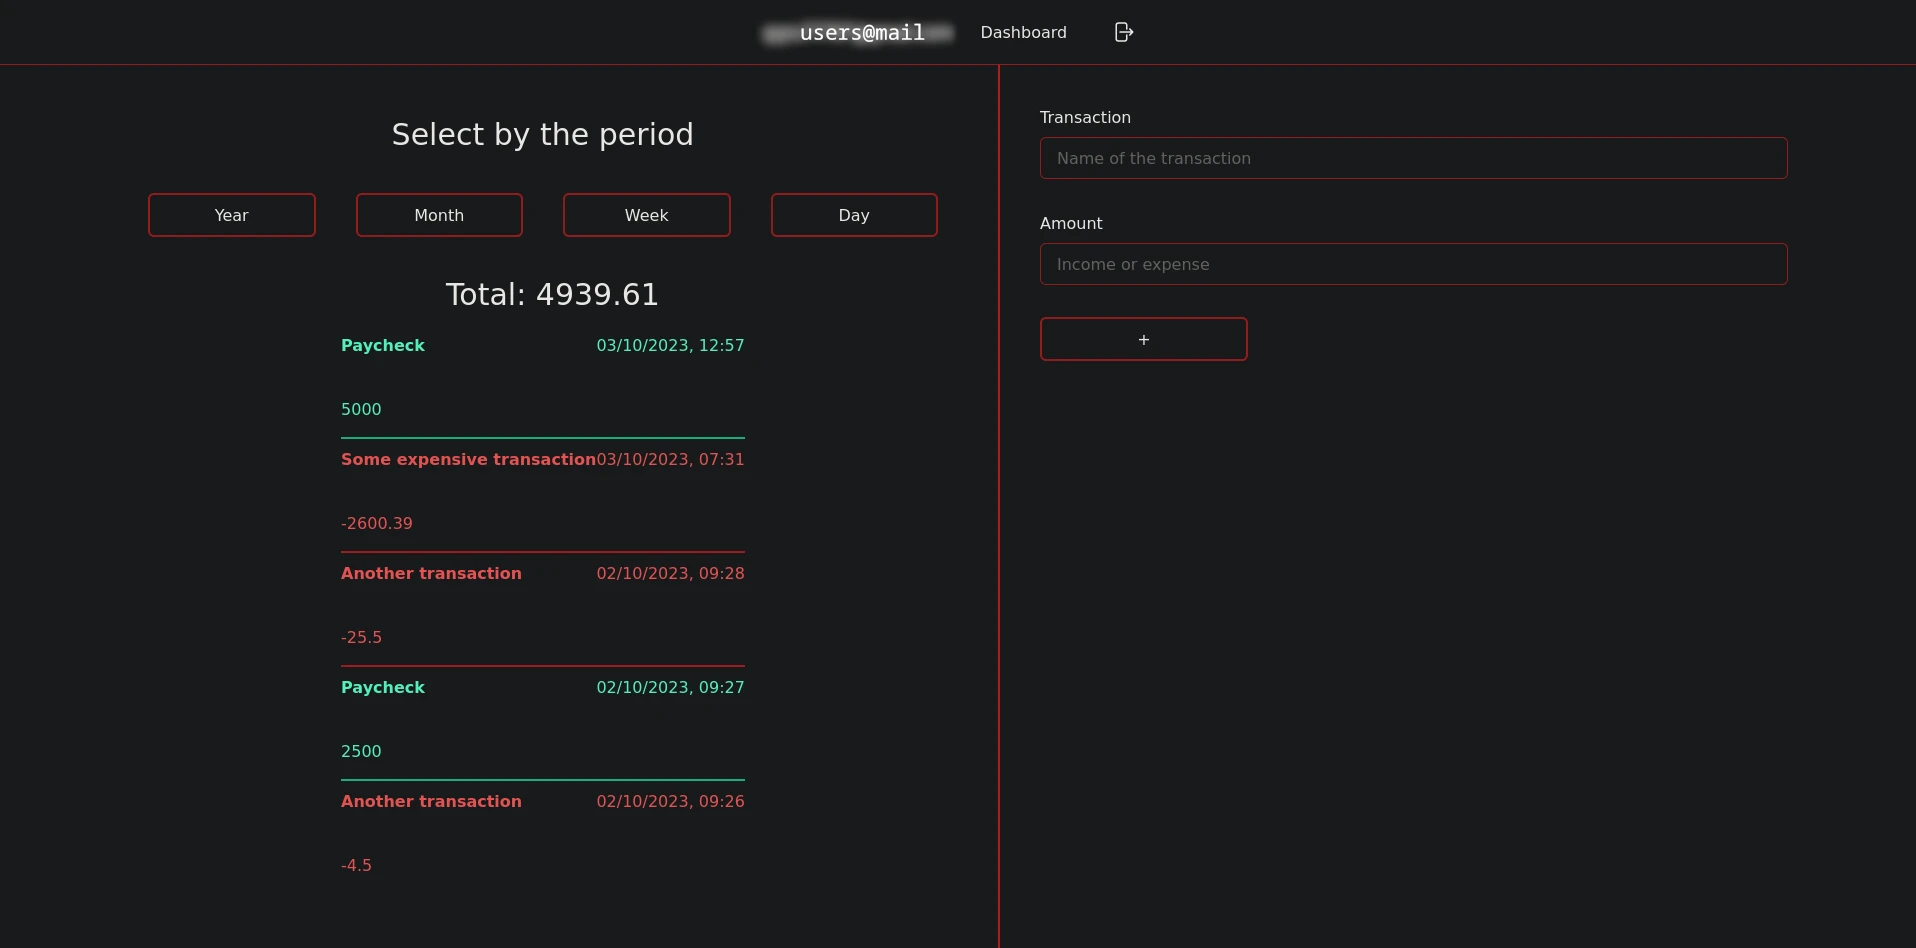 users@mail Dashboard
Select by the period
Year Month Week Day
Total: 4939.61
Paycheck 03/10/2023, 12:57
5000
Some expensive transaction 03/10/2023, 07:31
-2600.39
Another transaction 02/10/2023, 09:28
-25.5
Paycheck 02/10/2023, 09:27
2500
Another transaction 02/10/2023, 09:26
-4.5
Transaction
Name of the transaction
Amount
Income or expense
+